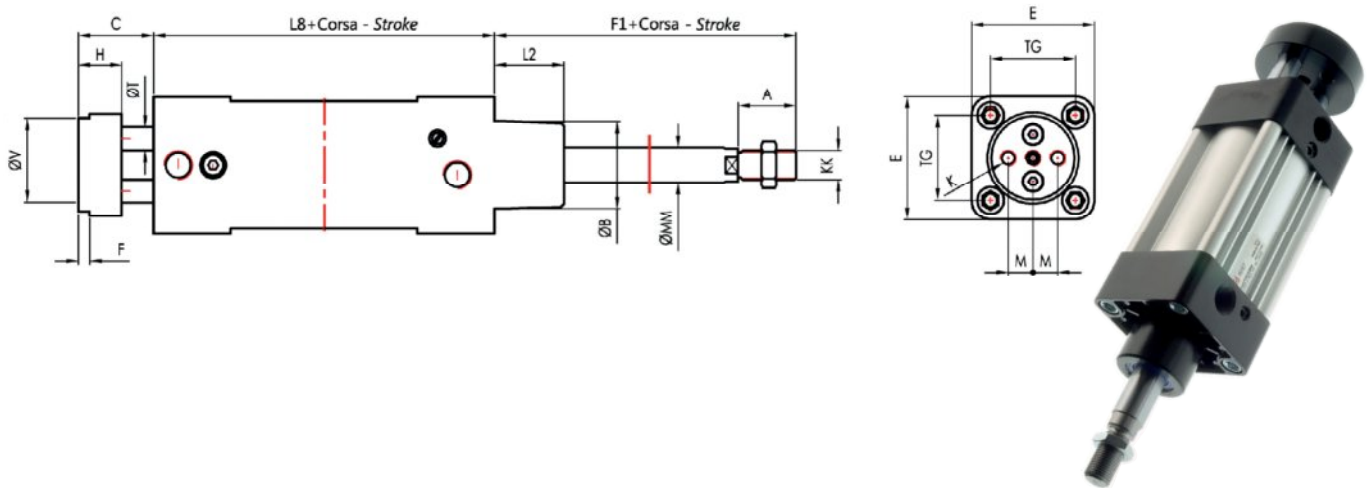 C
L8+Corsa - Stroke
F1+Corsa - Stroke
H
L2
ØT
A
ØV
KK
F
ØB
ØMM
E
TG
E
TG
K
M
M